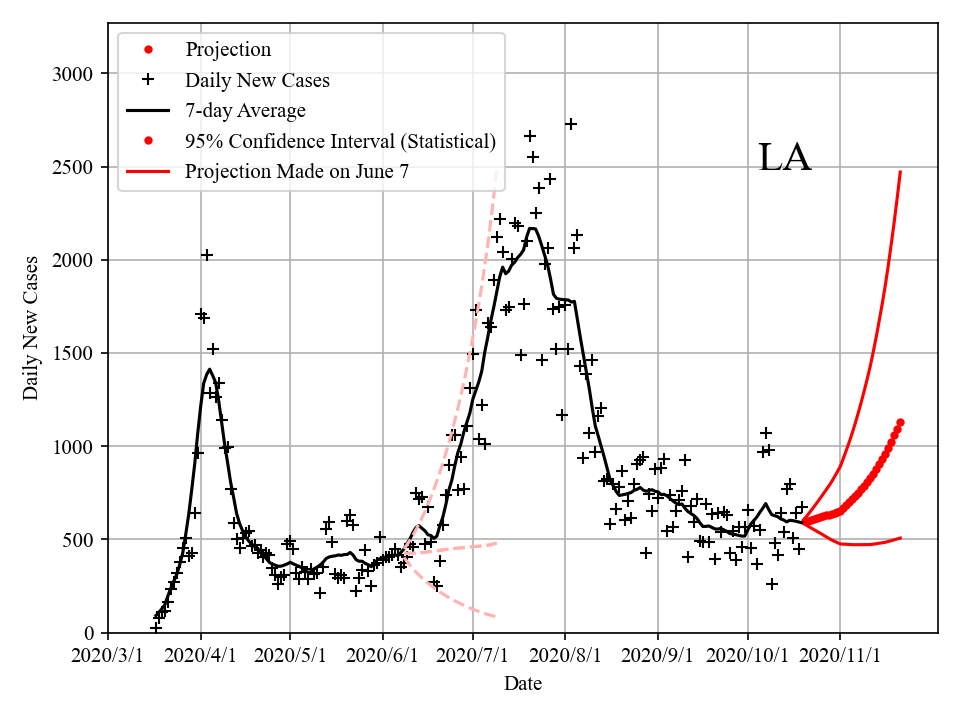 Projection
Daily New Cases
7-day Average
95% Confidence Interval (Statistical)
Projection Made on June 7
LA
3000
2500
2000
1500
1000
500
0
Daily New Cases
2020/3/1 2020/4/1 2020/5/1 2020/6/1 2020/7/1 2020/8/1 2020/9/1 2020/10/1 2020/11/1
Date